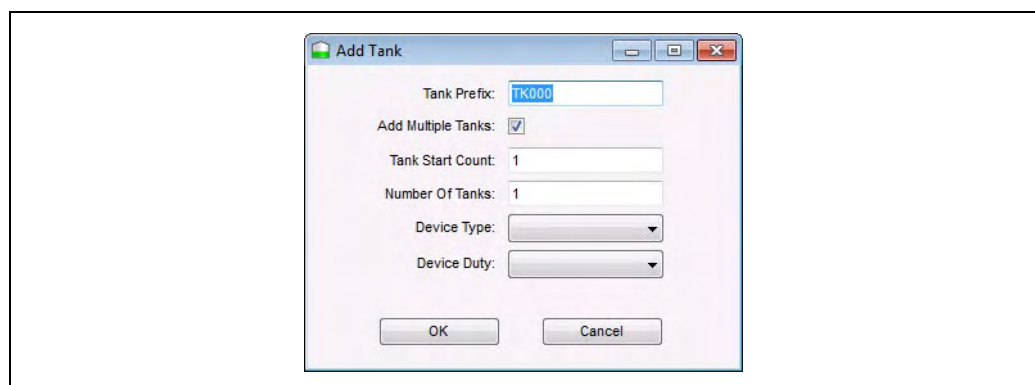 Add Tank
Tank Prefix: TK000
Add Multiple Tanks:
Tank Start Count: 1
Number Of Tanks: 1
Device Type:
Device Duty:
OK Cancel